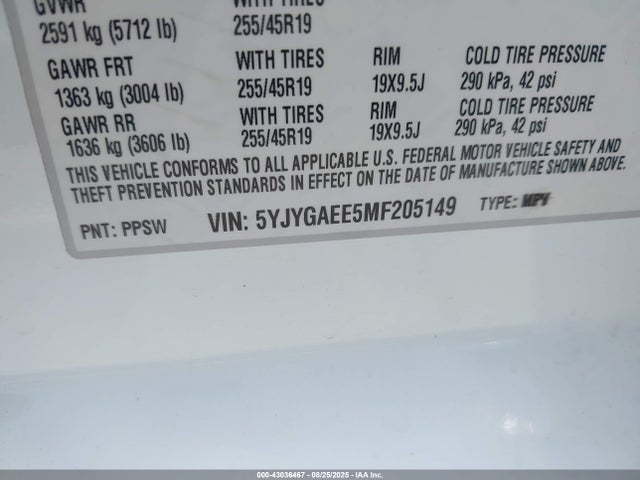 GVWR WITH TIRES
2591 kg (5712 lb) 255/45R19
GAWR FRT WITH TIRES RIM COLD TIRE PRESSURE
1363 kg (3004 lb) 255/45R19 19X9.5J 290 kPa, 42 psi
GAWR RR WITH TIRES RIM COLD TIRE PRESSURE
1636 kg (3606 lb) 255/45R19 19X9.5J 290 kPa, 42 psi
THIS VEHICLE CONFORMS TO ALL APPLICABLE U.S. FEDERAL MOTOR VEHICLE SAFETY AND
THEFT PREVENTION STANDARDS IN EFFECT ON THE DATE OF MANUFACTURE SHOWN ABOVE.
PNT: PPSW VIN: 5YJYGAEE5MF205149 TYPE: MPV
000-43036467 - 08/25/2025 - IAA Inc.